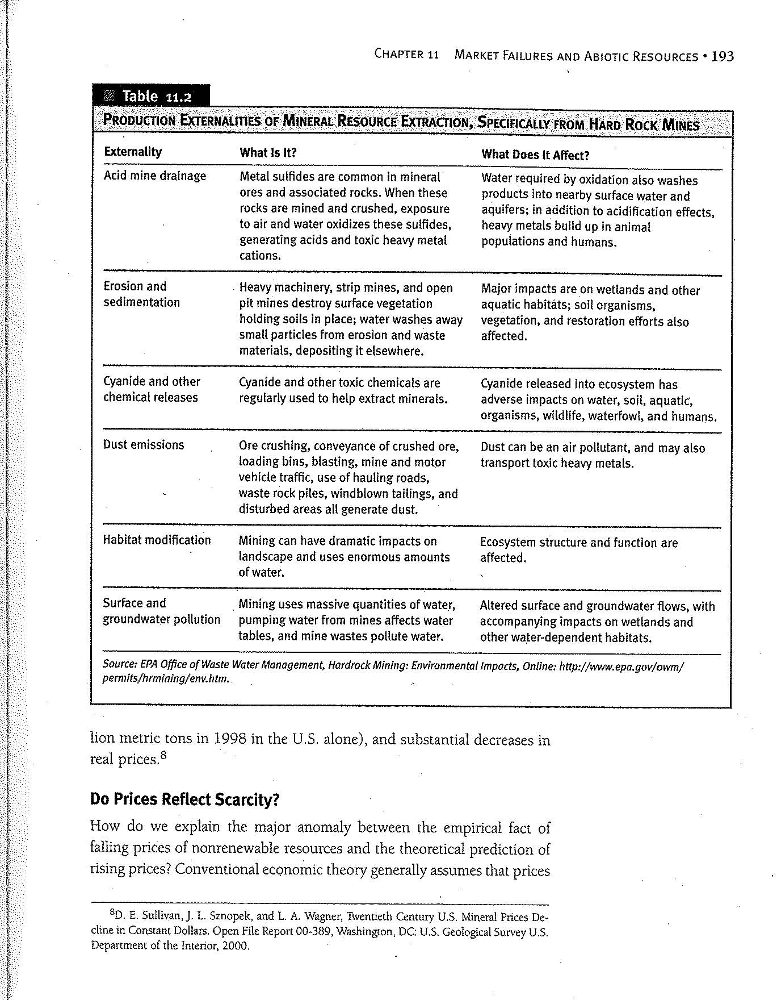 CHAPTER 11 MARKET FAILURES AND ABIOTIC RESOURCES • 193
Table 11.2
PRODUCTION EXTERNALITIES OF MINERAL RESOURCE EXTRACTION, SPECIFICALLY FROM HARD ROCK MINES
Externality What Is It? What Does It Affect?
Acid mine drainage Metal sulfides are common in mineral Water required by oxidation also washes
ores and associated rocks. When these products into nearby surface water and
rocks are mined and crushed, exposure aquifers; in addition to acidification effects,
to air and water oxidizes these sulfides, heavy metals build up in animal
generating acids and toxic heavy metal populations and humans.
cations.
Erosion and Heavy machinery, strip mines, and open Major impacts are on wetlands and other
sedimentation pit mines destroy surface vegetation aquatic habitats; soil organisms,
holding soils in place; water washes away vegetation, and restoration efforts also
small particles from erosion and waste affected.
materials, depositing it elsewhere.
Cyanide and other Cyanide and other toxic chemicals are Cyanide released into ecosystem has
chemical releases regularly used to help extract minerals. adverse impacts on water, soil, aquatic,
organisms, wildlife, waterfowl, and humans.
Dust emissions Ore crushing, conveyance of crushed ore, Dust can be an air pollutant, and may also
loading bins, blasting, mine and motor transport toxic heavy metals.
vehicle traffic, use of hauling roads,
waste rock piles, windblown tailings, and
disturbed areas all generate dust.
Habitat modification Mining can have dramatic impacts on Ecosystem structure and function are
landscape and uses enormous amounts affected.
of water.
Surface and Mining uses massive quantities of water, Altered surface and groundwater flows, with
groundwater pollution pumping water from mines affects water accompanying impacts on wetlands and
tables, and mine wastes pollute water. other water-dependent habitats.
Source: EPA Office of Waste Water Management, Hardrock Mining: Environmental Impacts, Online: http://www.epa.gov/owm/
permits/hrmining/env.htm.
lion metric tons in 1998 in the U.S. alone), and substantial decreases in
real prices.8
Do Prices Reflect Scarcity?
How do we explain the major anomaly between the empirical fact of
falling prices of nonrenewable resources and the theoretical prediction of
rising prices? Conventional economic theory generally assumes that prices
8D. E. Sullivan, J. L. Sznopek, and L. A. Wagner, Twentieth Century U.S. Mineral Prices De-
cline in Constant Dollars. Open File Report 00-389, Washington, DC: U.S. Geological Survey U.S.
Department of the Interior, 2000.